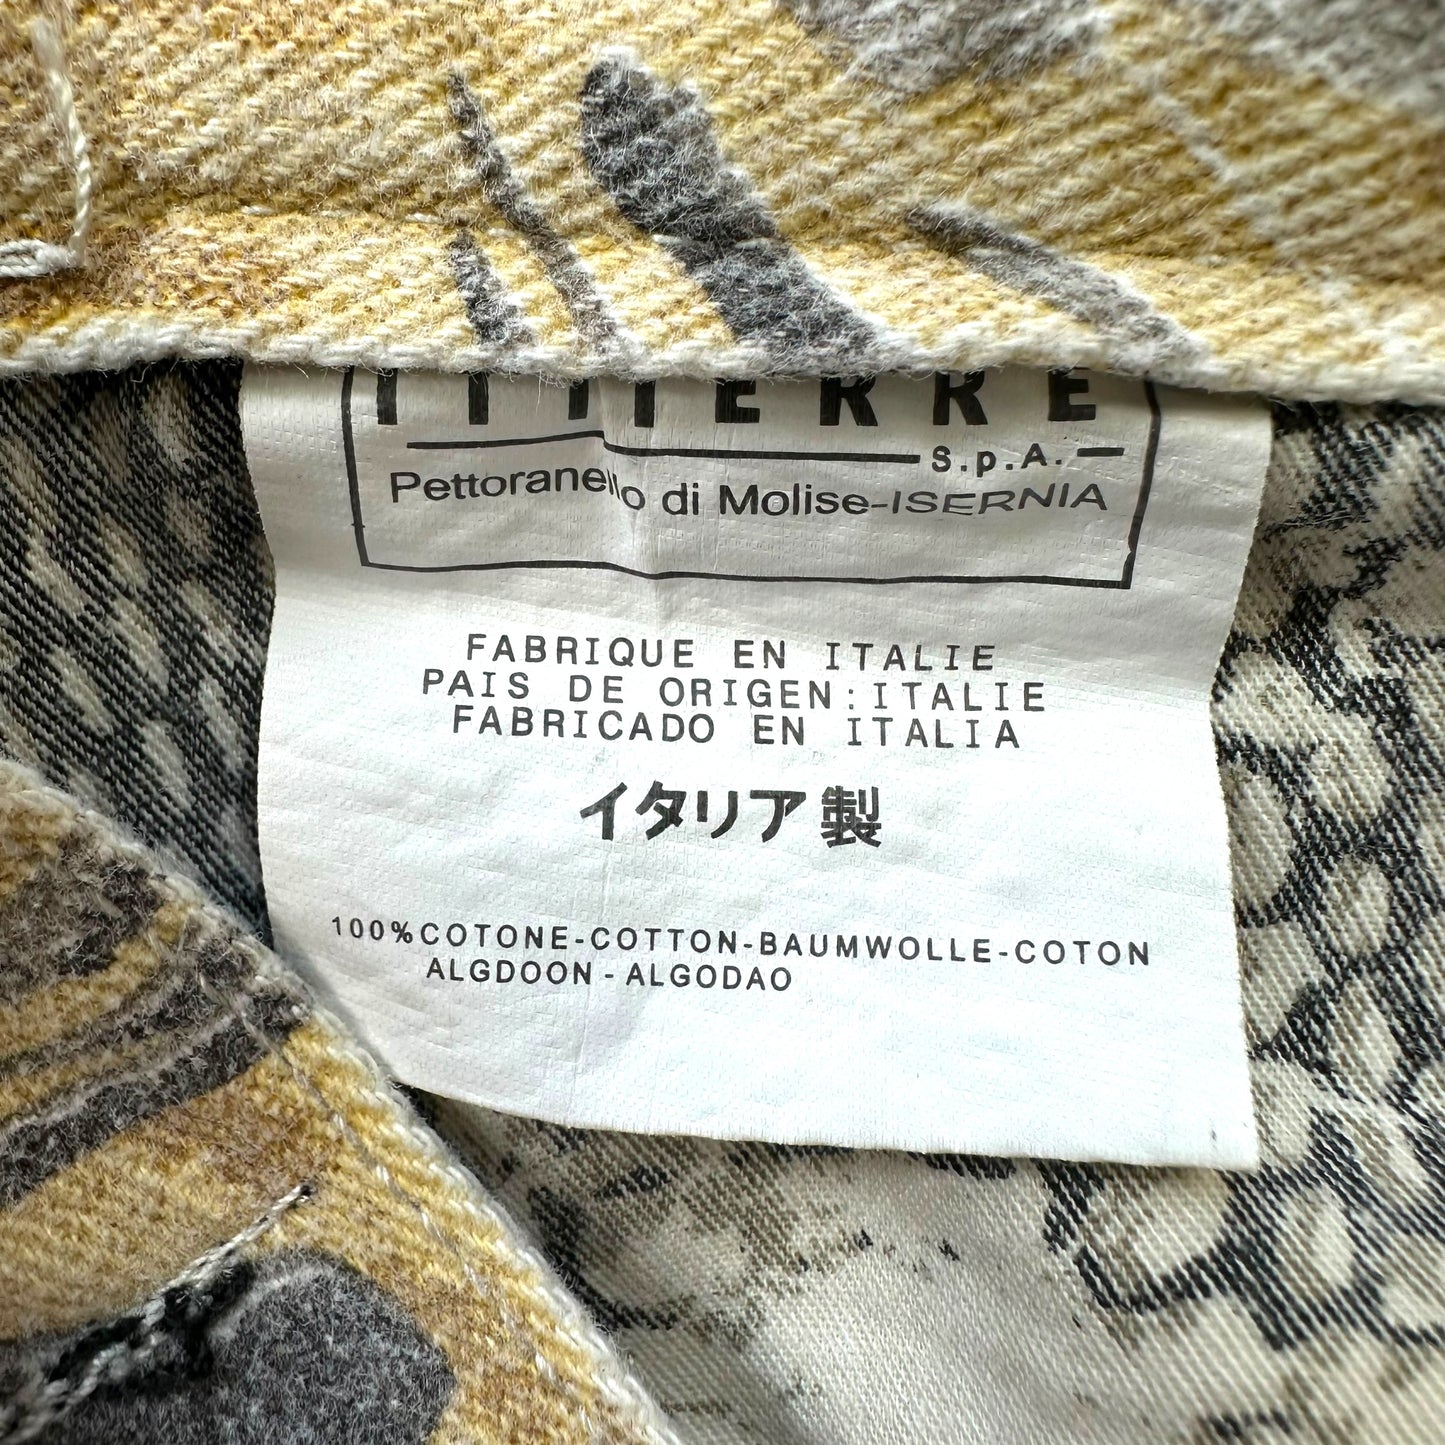 ITTIERRE
S.p.A.
Pettoranello di Molise-ISERNIA
FABRIQUE EN ITALIE
PAIS DE ORIGEN:ITALIE
FABRICADO EN ITALIA
イタリア製
100%COTONE-COTTON-BAUMWOLLE-COTON
ALGDOON-ALGODAO